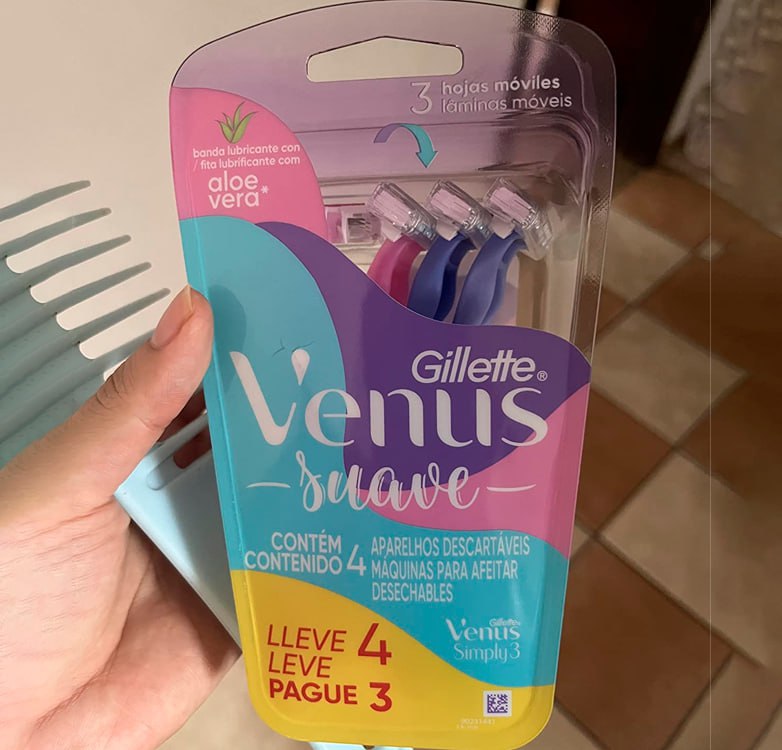 3 hojas móviles
lâminas móveis
banda lubricante con
/ fita lubrificante com
aloe
vera*
Gillette®
Venus
suave
CONTÉM
CONTENIDO 4
APARELHOS DESCARTÁVEIS
MÁQUINAS PARA AFEITAR
DESECHABLES
LLEVE 4
LEVE
PAGUE 3
Gillette
Venus
Simply3